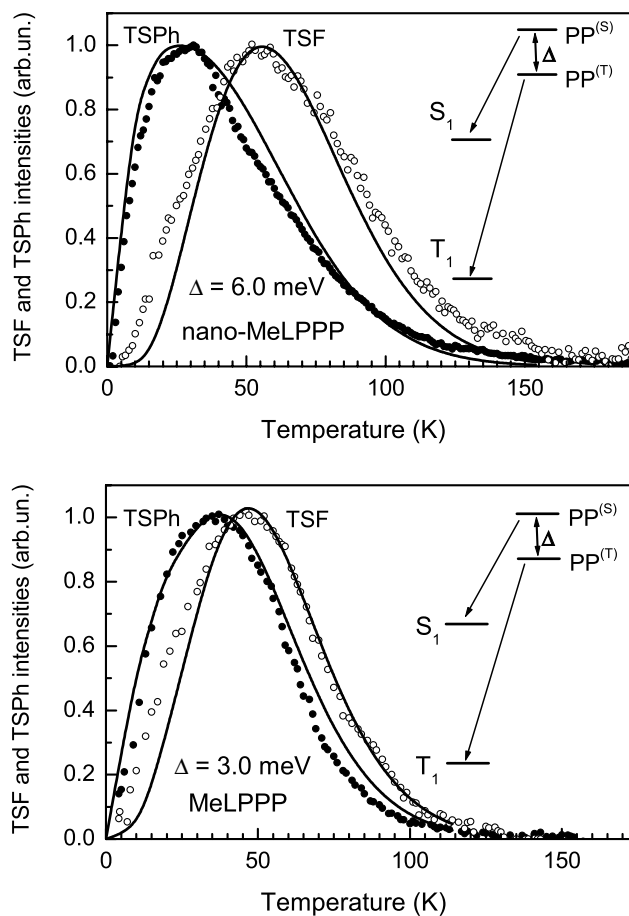 TSF and TSPh intensities (arb.un.)
1.0
0.8
0.6
0.4
0.2
0.0
TSPh
TSF
PP(S)
Δ
PP(T)
S1
T1
Δ = 6.0 meV
nano-MeLPPP
0 50 100 150
Temperature (K)
TSF and TSPh intensities (arb.un.)
1.0
0.8
0.6
0.4
0.2
0.0
TSPh
TSF
PP(S)
Δ
PP(T)
S1
T1
Δ = 3.0 meV
MeLPPP
0 50 100 150
Temperature (K)